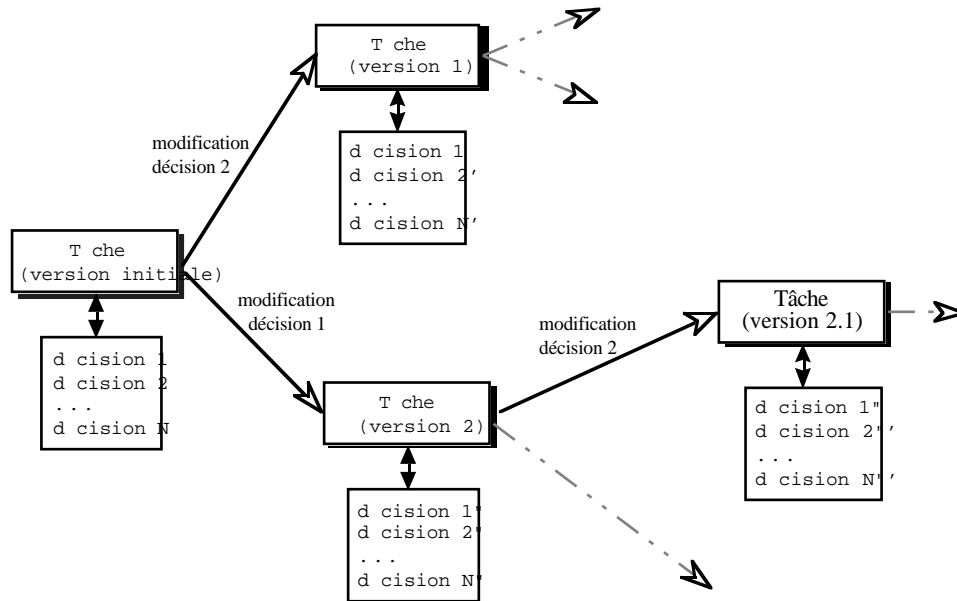 T che
(version 1)
modification
décision 2
d cision 1
d cision 2'
...
d cision N'
T che
(version initiale)
modification
décision 1
d cision 1
d cision 2
...
d cision N
modification
décision 2
Tâche
(version 2.1)
T che
(version 2)
d cision 1"
d cision 2"'
...
d cision N"'
d cision 1"
d cision 2"
...
d cision N"